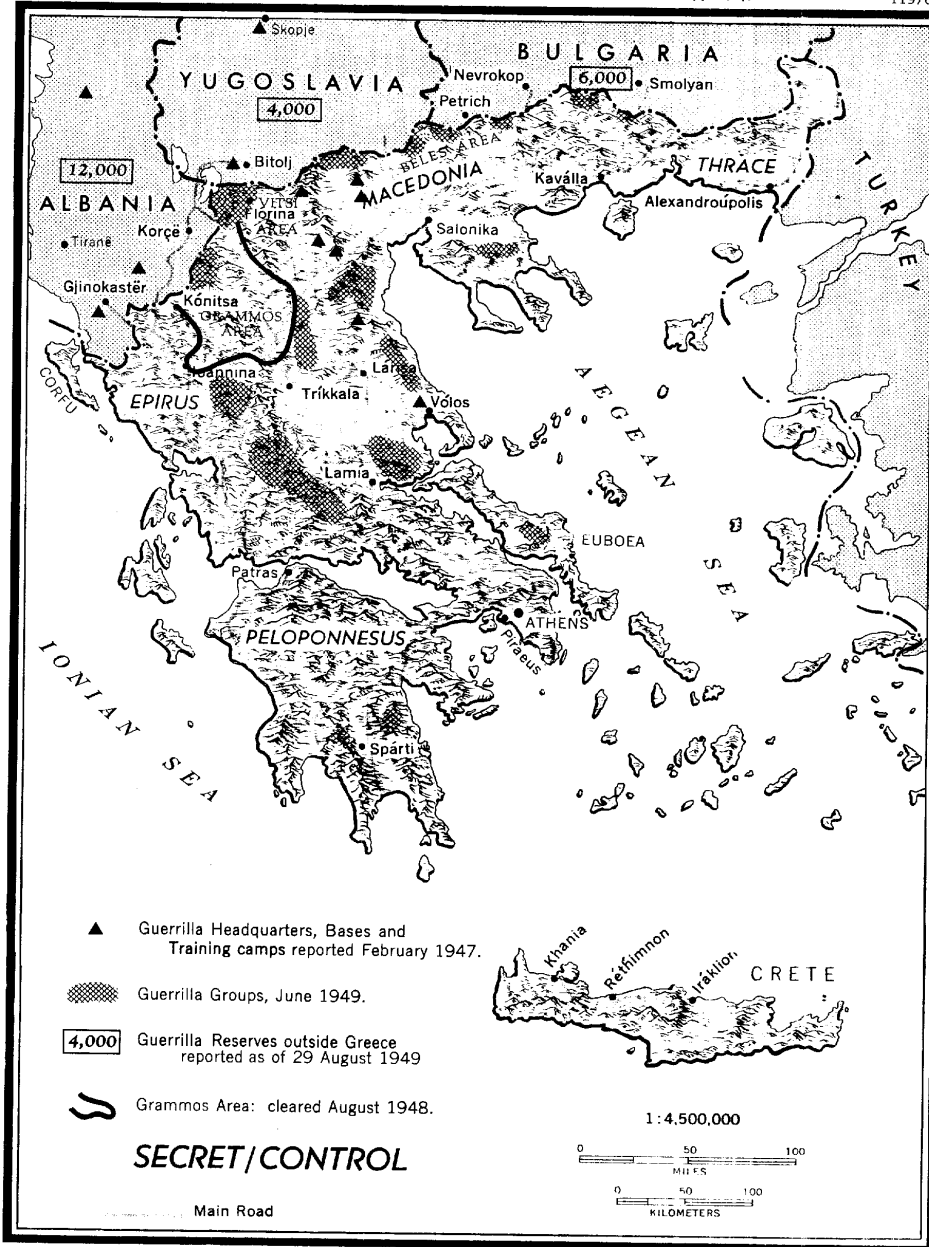 Skopje
BULGARIA
YUGOSLAVIA
Nevrokop
6,000
Smolyan
4,000
Petrich
BELES AREA
12,000
Bitolj
MACEDONIA
THRACE
TURKEY
ALBANIA
VITSI
AREA
Florina
Kaválla
Alexandroúpolis
Korçë
Salonika
Tiranë
Gjinokastër
Kónitsa
GRAMMOS
AREA
CORFU
Ioánnina
Lárisa
EPIRUS
Tríkkala
Vólos
AEGEAN SEA
Lamia
EUBOEA
Patras
ATHENS
Piraeus
PELOPONNESUS
IONIAN SEA
Spárti
▲ Guerrilla Headquarters, Bases and
Training camps reported February 1947.
Guerrilla Groups, June 1949.
4,000 Guerrilla Reserves outside Greece
reported as of 29 August 1949
Grammos Area: cleared August 1948.
SECRET/CONTROL
Main Road
Khania
Réthimnon
Iráklion
CRETE
1:4,500,000
0 50 100
MILES
0 50 100
KILOMETERS